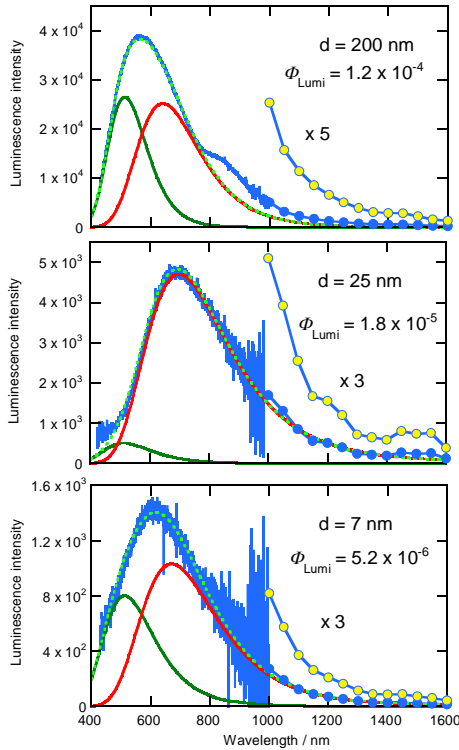 Luminescence intensity
4 x 10⁴
3 x 10⁴
2 x 10⁴
1 x 10⁴
0
d = 200 nm
Φ_Lumi = 1.2 x 10⁻⁴
x 5
Luminescence intensity
5 x 10³
4 x 10³
3 x 10³
2 x 10³
1 x 10³
0
d = 25 nm
Φ_Lumi = 1.8 x 10⁻⁵
x 3
Luminescence intensity
1.6 x 10³
1.2 x 10³
8 x 10²
4 x 10²
0
d = 7 nm
Φ_Lumi = 5.2 x 10⁻⁶
x 3
400 600 800 1000 1200 1400 1600
Wavelength / nm